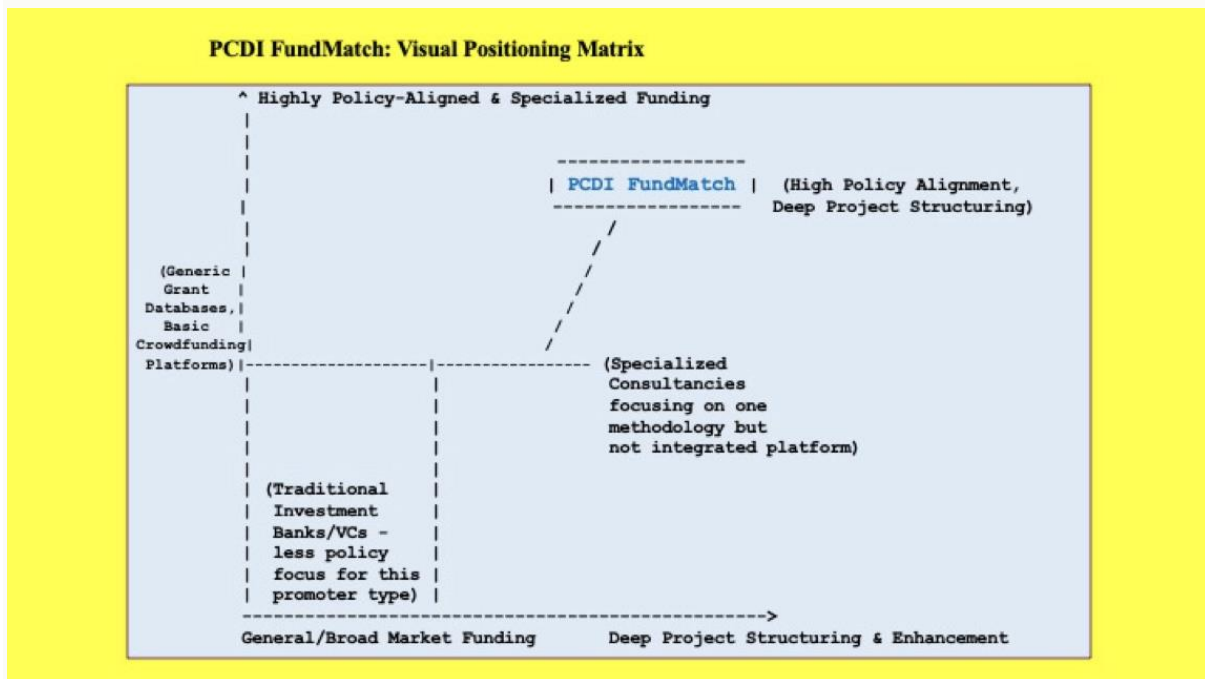 PCDI FundMatch: Visual Positioning Matrix
^ Highly Policy-Aligned & Specialized Funding
| PCDI FundMatch | (High Policy Alignment,
Deep Project Structuring)
(Generic
Grant
Databases,
Basic
Crowdfunding
Platforms)
(Specialized
Consultancies
focusing on one
methodology but
not integrated platform)
(Traditional
Investment
Banks/VCs -
less policy
focus for this
promoter type)
General/Broad Market Funding Deep Project Structuring & Enhancement